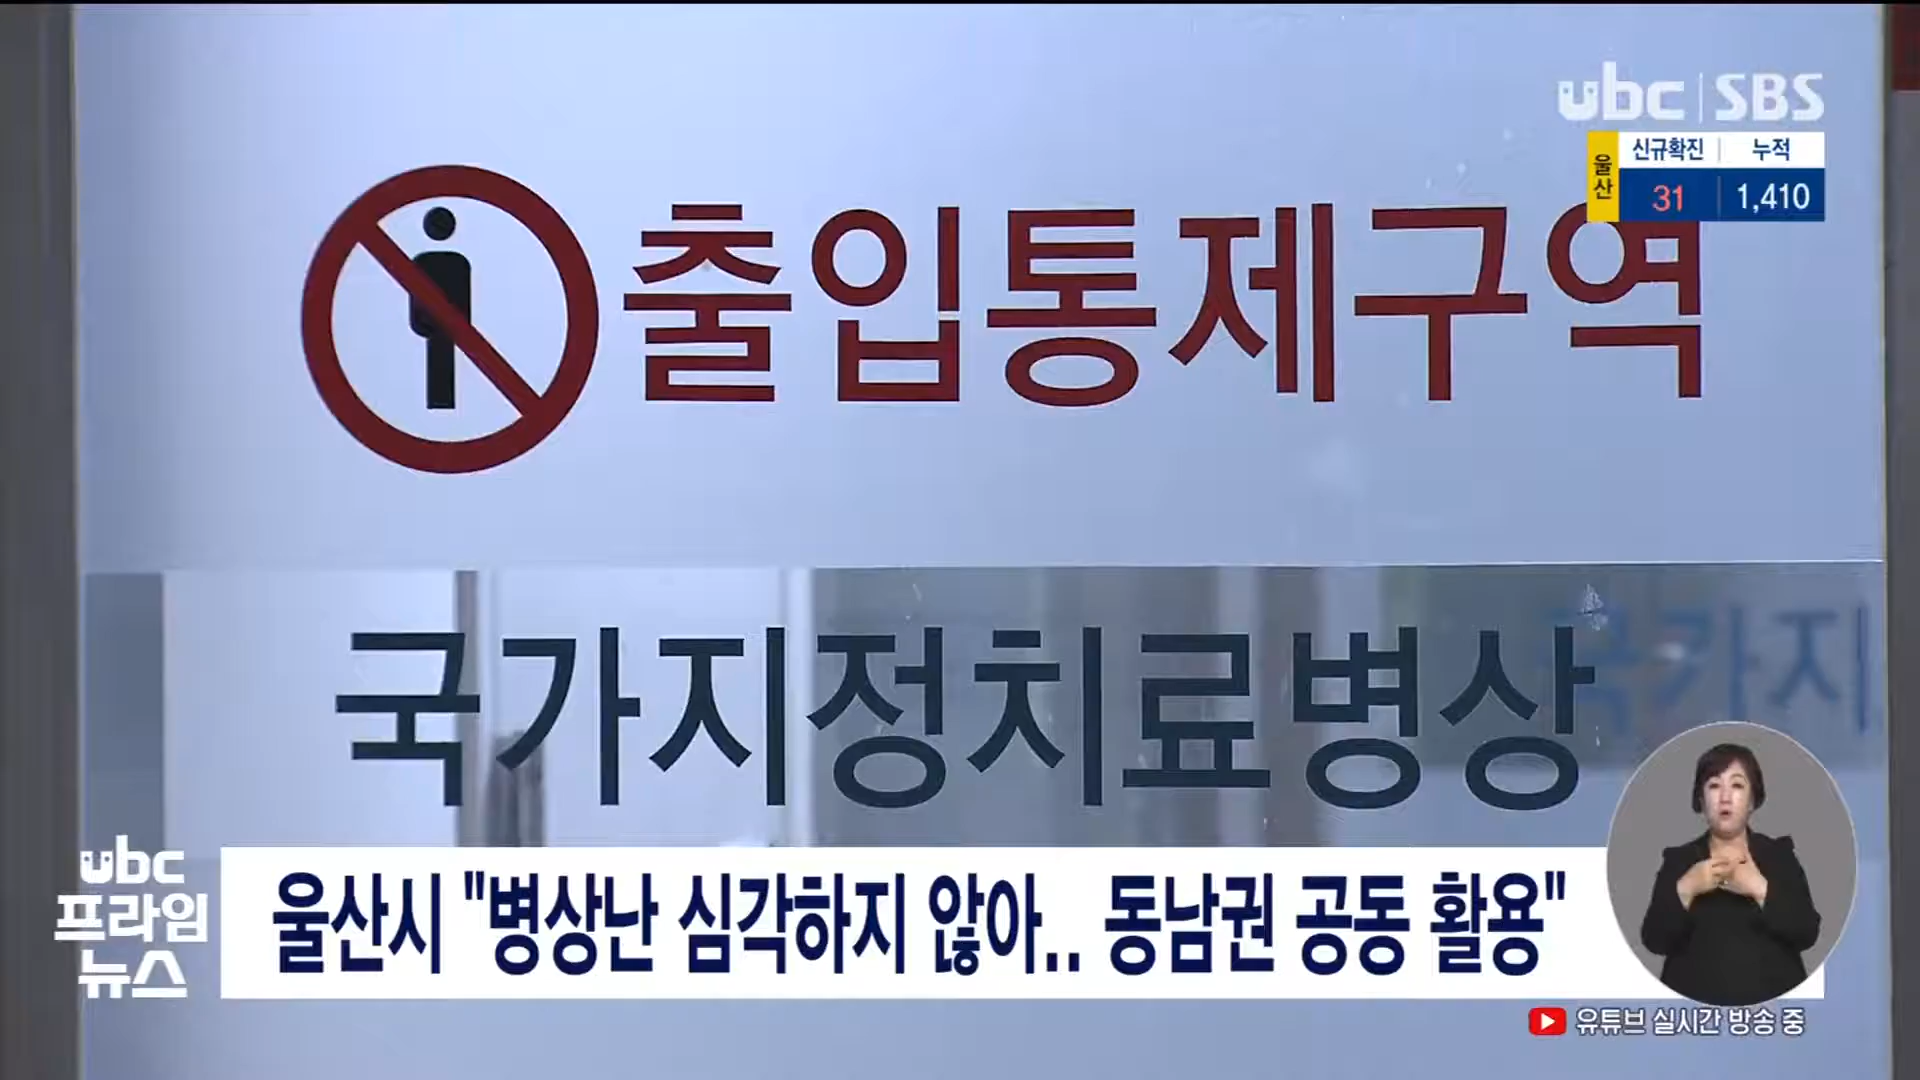 ubc SBS
울산
신규확진 누적
31 1,410
출입통제구역
국가지정치료병상
국가지
ubc
프라임
뉴스
울산시 "병상난 심각하지 않아.. 동남권 공동 활용"
유튜브 실시간 방송 중